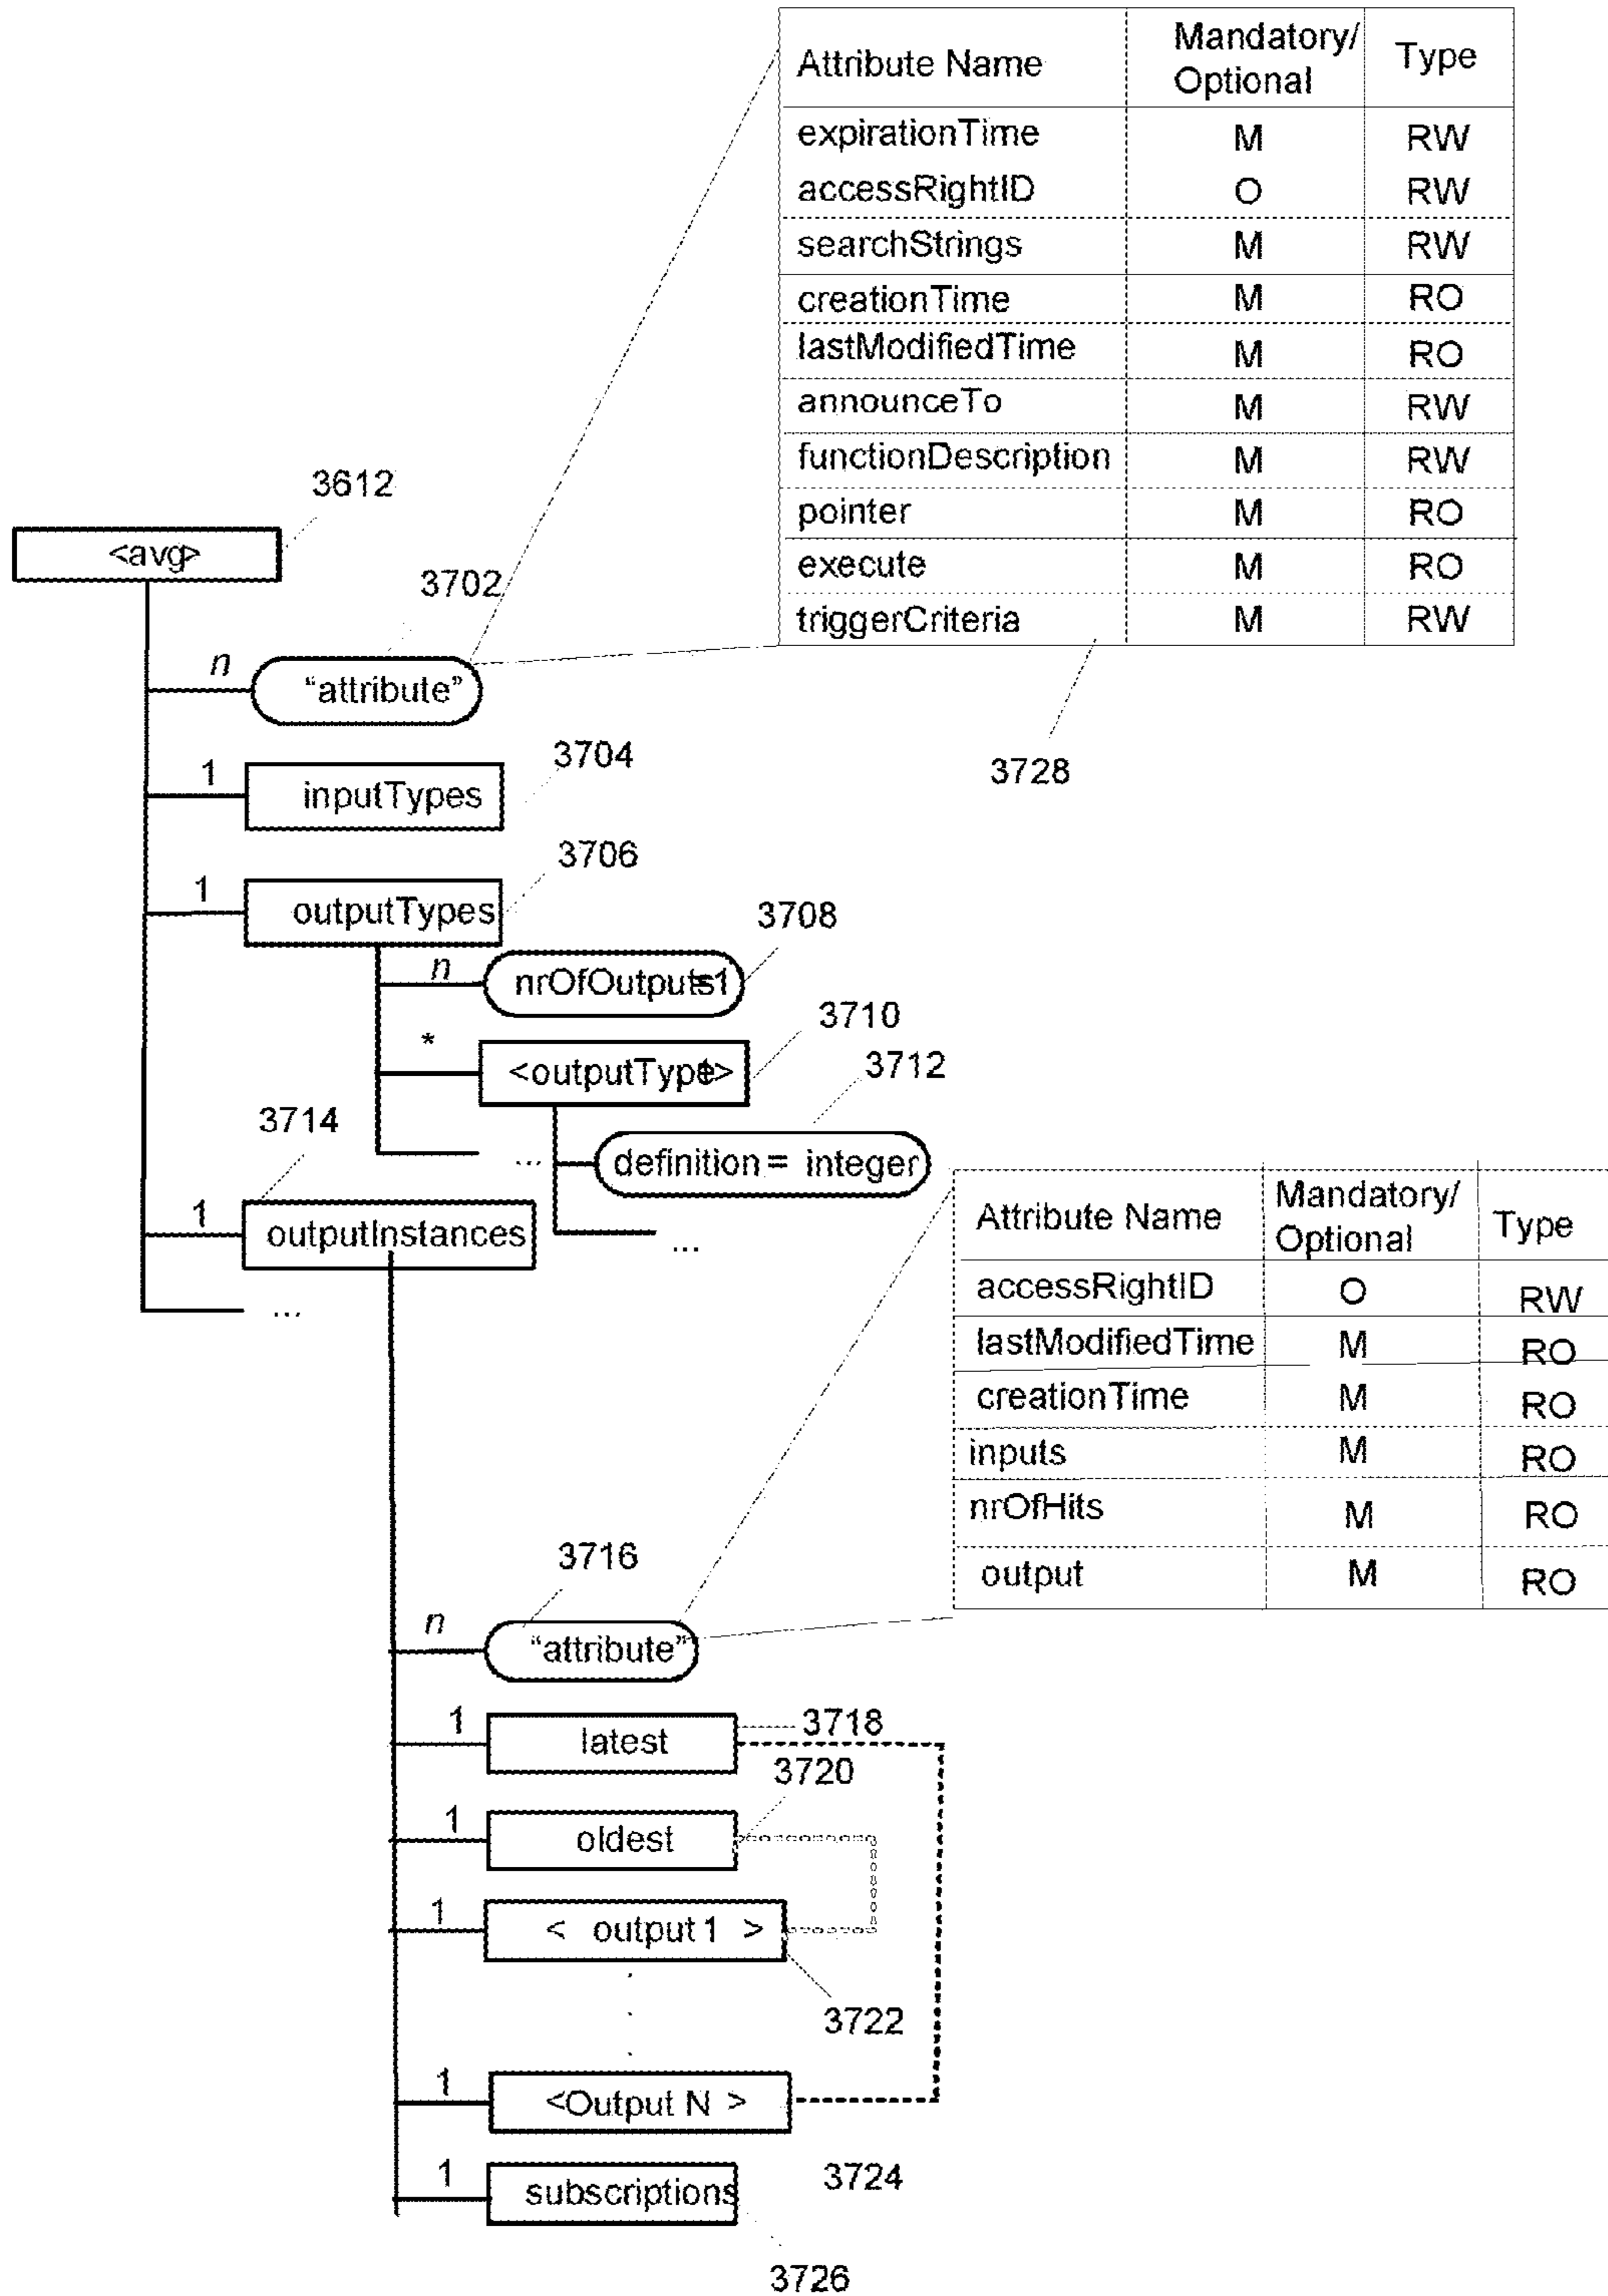 Attribute Name Mandatory/ Optional Type
expirationTime M RW
accessRightID O RW
searchStrings M RW
creationTime M RO
lastModifiedTime M RO
announceTo M RW
functionDescription M RW
pointer M RO
execute M RO
triggerCriteria M RW
3728
3612
<avg>
3702
n "attribute"
3704
1 inputTypes
3706
1 outputTypes
3708
n nrOfOutputs=1
3710
* <outputType1>
3712
... definition = integer
...
3714
1 outputInstances
...
Attribute Name Mandatory/ Optional Type
accessRightID O RW
lastModifiedTime M RO
creationTime M RO
inputs M RO
nrOfHits M RO
output M RO
3716
n "attribute"
1 latest 3718
3720
1 oldest
1 < output 1 >
3722
1 <Output N >
3724
1 subscriptions
3726